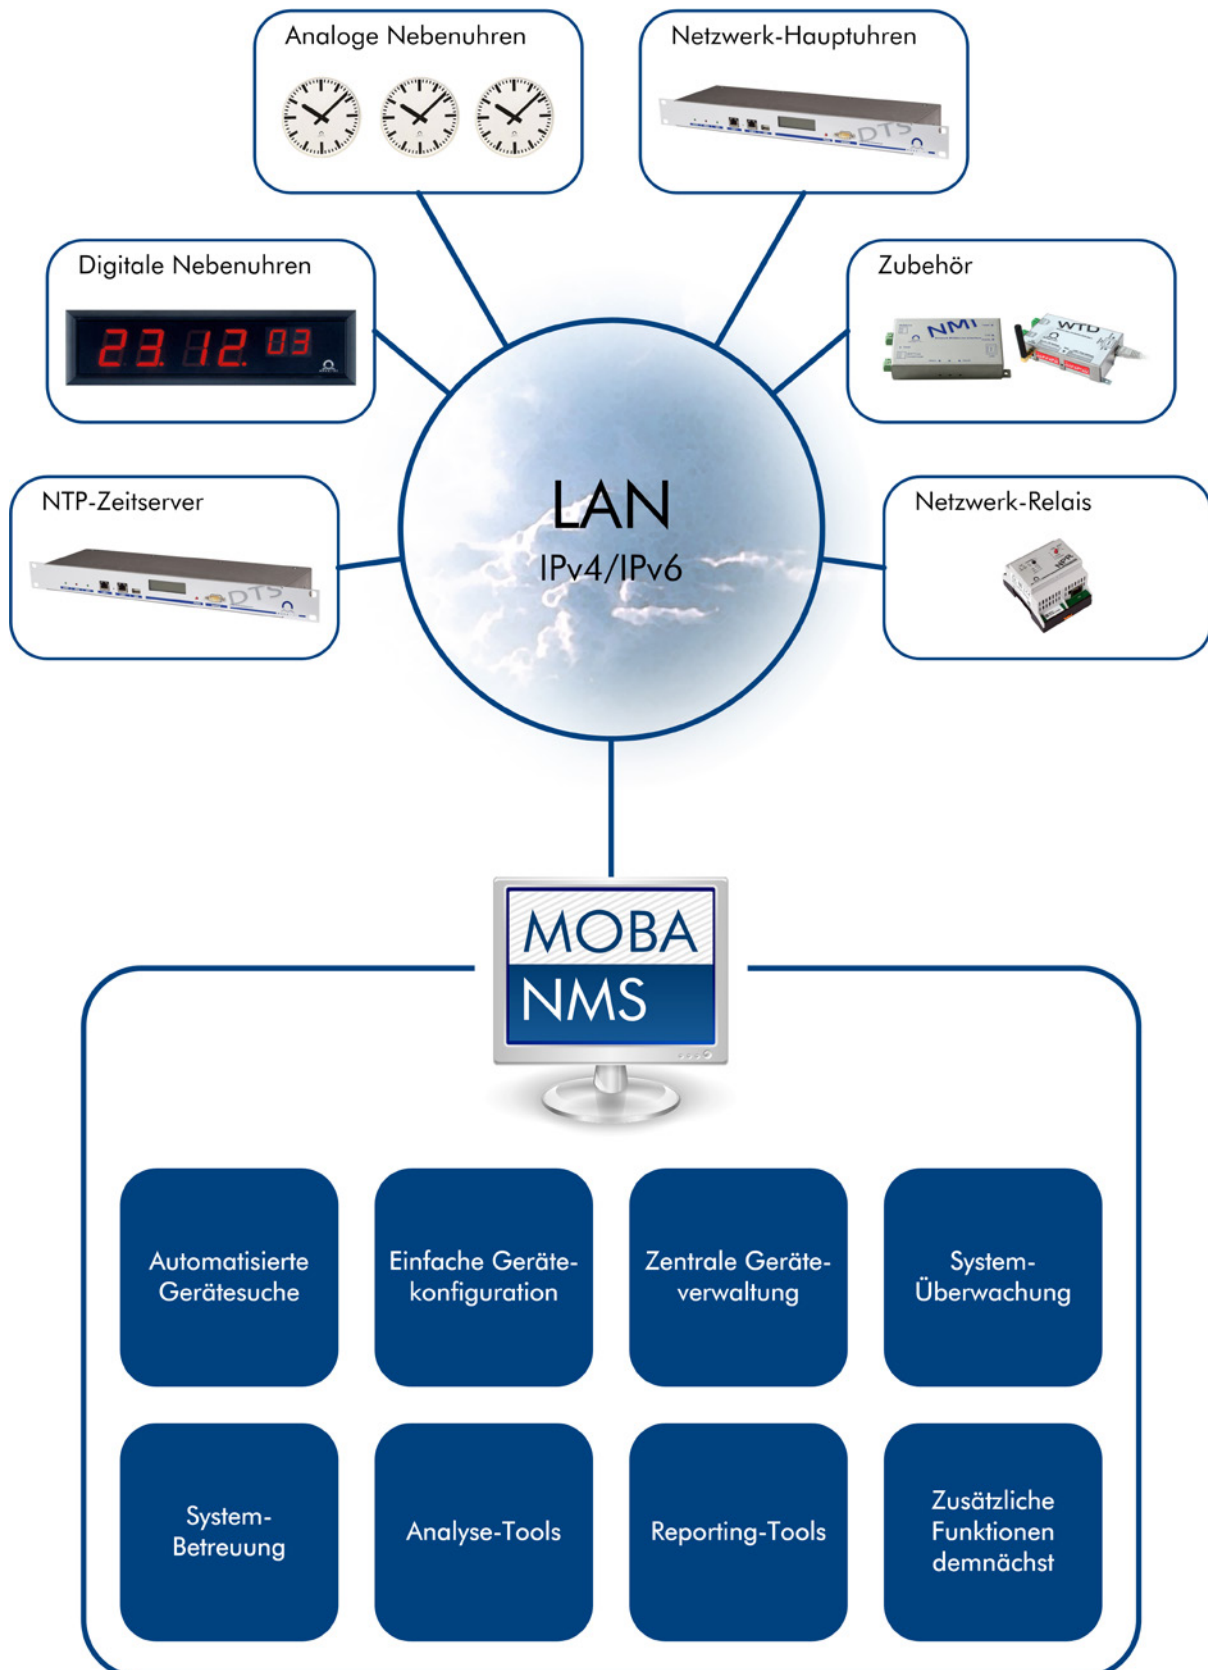 Analoge Nebenuhren
Netzwerk-Hauptuhren
DTS
Digitale Nebenuhren
23.12.03
Zubehör
NMI
WTD
NTP-Zeitserver
DTS
LAN
IPv4/IPv6
Netzwerk-Relais
NPR
MOBA
NMS
Automatisierte
Gerätesuche
Einfache Geräte-
konfiguration
Zentrale Geräte-
verwaltung
System-
Überwachung
System-
Betreuung
Analyse-Tools
Reporting-Tools
Zusätzliche
Funktionen
demnächst